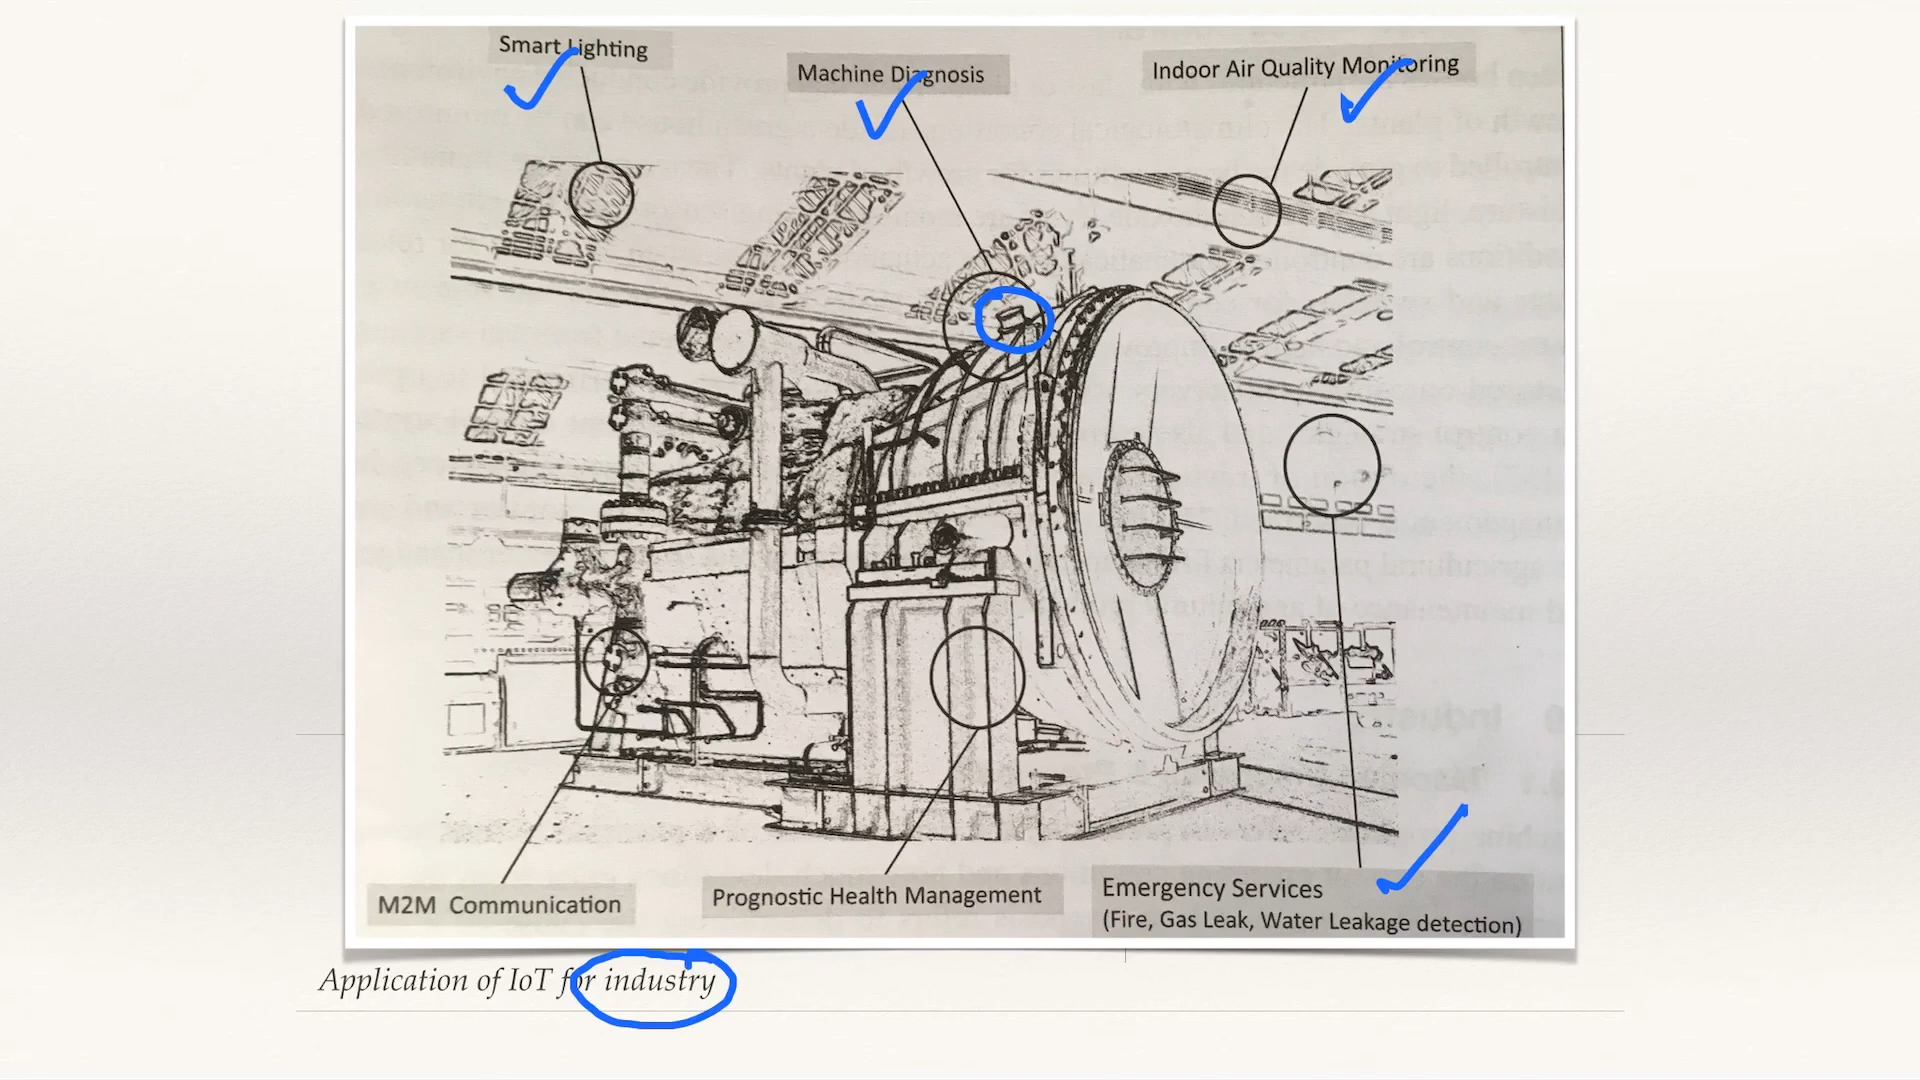 Smart Lighting
Machine Diagnosis
Indoor Air Quality Monitoring
M2M Communication
Prognostic Health Management
Emergency Services
(Fire, Gas Leak, Water Leakage detection)
Application of IoT for industry